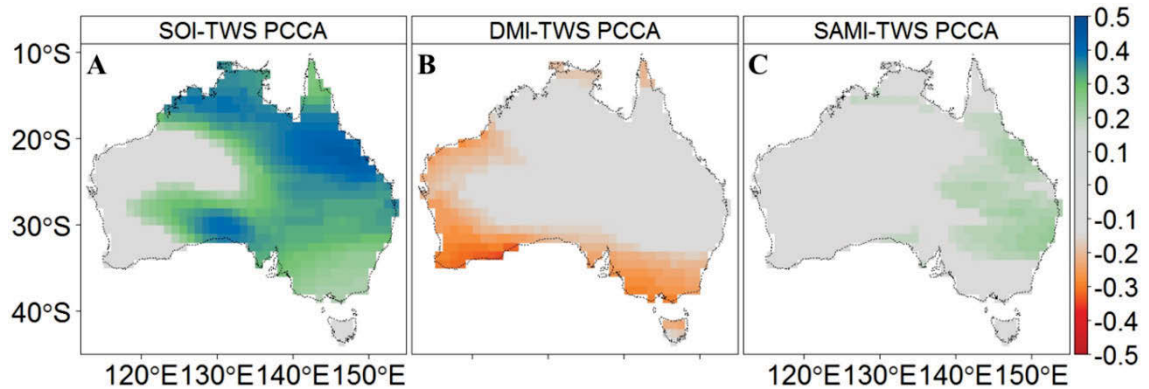 SOI-TWS PCCA
DMI-TWS PCCA
SAMI-TWS PCCA
A
B
C
10°S
20°S
30°S
40°S
120°E130°E140°E150°E
120°E130°E140°E150°E
0.5
0.4
0.3
0.2
0.1
0
-0.1
-0.2
-0.3
-0.4
-0.5